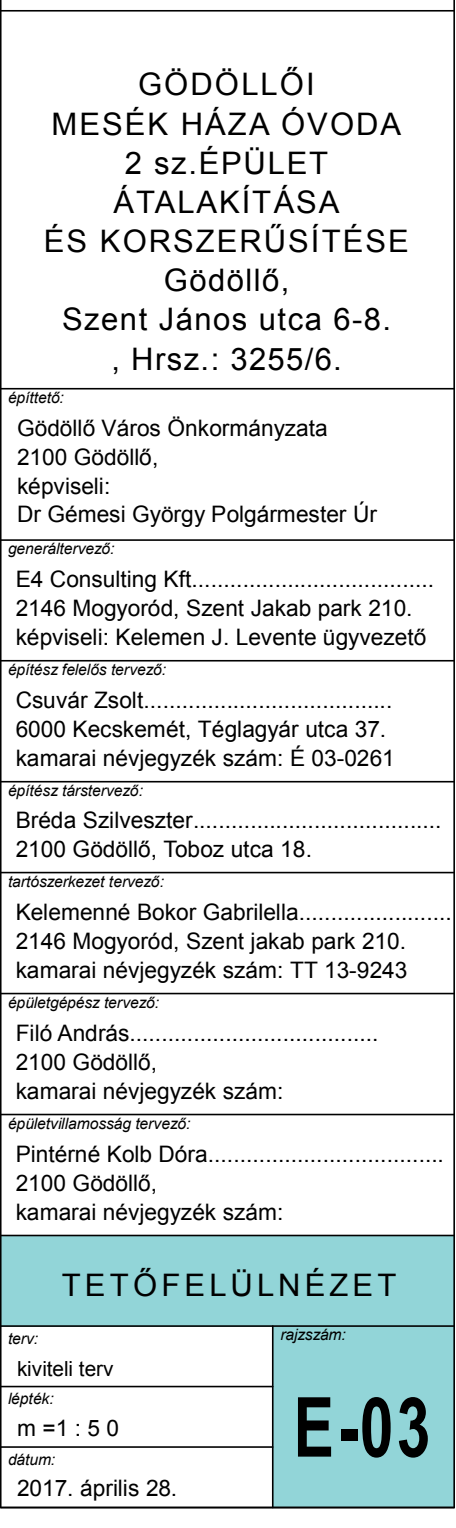 GÖDÖLLŐI
MESÉK HÁZA ÓVODA
2 sz.ÉPÜLET
ÁTALAKÍTÁSA
ÉS KORSZERŰSÍTÉSE
Gödöllő,
Szent János utca 6-8.
, Hrsz.: 3255/6.
építtető:
Gödöllő Város Önkormányzata
2100 Gödöllő,
képviseli:
Dr Gémesi György Polgármester Úr
generáltervező:
E4 Consulting Kft......................................
2146 Mogyoród, Szent Jakab park 210.
képviseli: Kelemen J. Levente ügyvezető
építész felelős tervező:
Csuvár Zsolt.......................................
6000 Kecskemét, Téglagyár utca 37.
kamarai névjegyzék szám: É 03-0261
építész társtervező:
Bréda Szilveszter.......................................
2100 Gödöllő, Toboz utca 18.
tartószerkezet tervező:
Kelemenné Bokor Gabrilella........................
2146 Mogyoród, Szent jakab park 210.
kamarai névjegyzék szám: TT 13-9243
épületgépész tervező:
Filó András.......................................
2100 Gödöllő,
kamarai névjegyzék szám:
épületvillamosság tervező:
Pintérné Kolb Dóra.....................................
2100 Gödöllő,
kamarai névjegyzék szám:
TETŐFELÜLNÉZET
terv:
kiviteli terv
lépték:
m =1 : 5 0
dátum:
2017. április 28.
rajzszám:
E-03